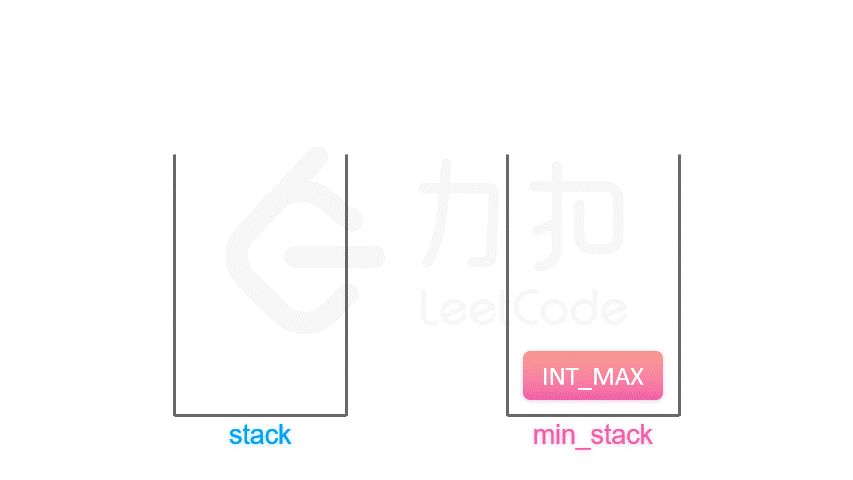 力扣
LeetCode
INT_MAX
stack
min_stack